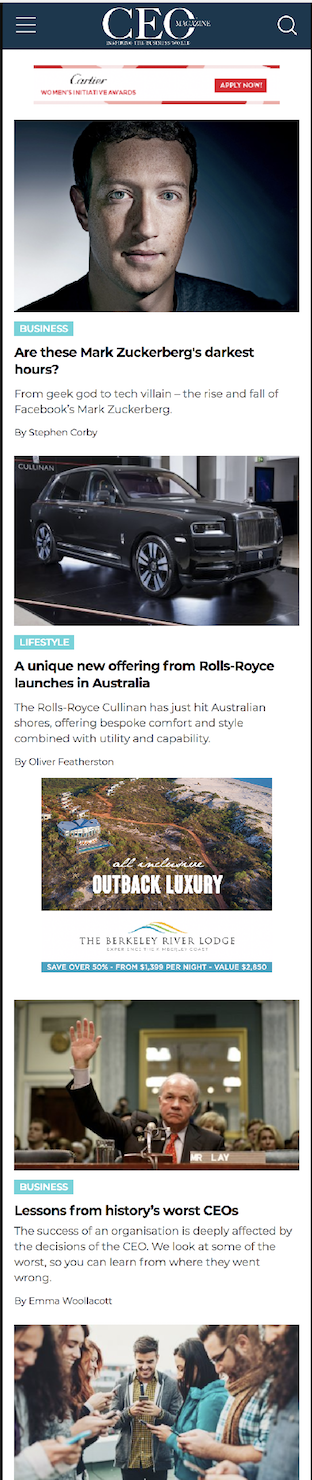 CEO
MAGAZINE
INSPIRING THE BUSINESS WORLD
Cartier
WOMEN'S INITIATIVE AWARDS
APPLY NOW!
BUSINESS
Are these Mark Zuckerberg's darkest
hours?
From geek god to tech villain – the rise and fall of
Facebook's Mark Zuckerberg.
By Stephen Corby
CULLINAN
LIFESTYLE
A unique new offering from Rolls-Royce
launches in Australia
The Rolls-Royce Cullinan has just hit Australian
shores, offering bespoke comfort and style
combined with utility and capability.
By Oliver Featherston
all inclusive
OUTBACK LUXURY
THE BERKELEY RIVER LODGE
SAVE OVER 50% - FROM $1,399 PER NIGHT - VALUE $2,850
MR LAY
BUSINESS
Lessons from history's worst CEOs
The success of an organisation is deeply affected by
the decisions of the CEO. We look at some of the
worst, so you can learn from where they went
wrong.
By Emma Woollacott